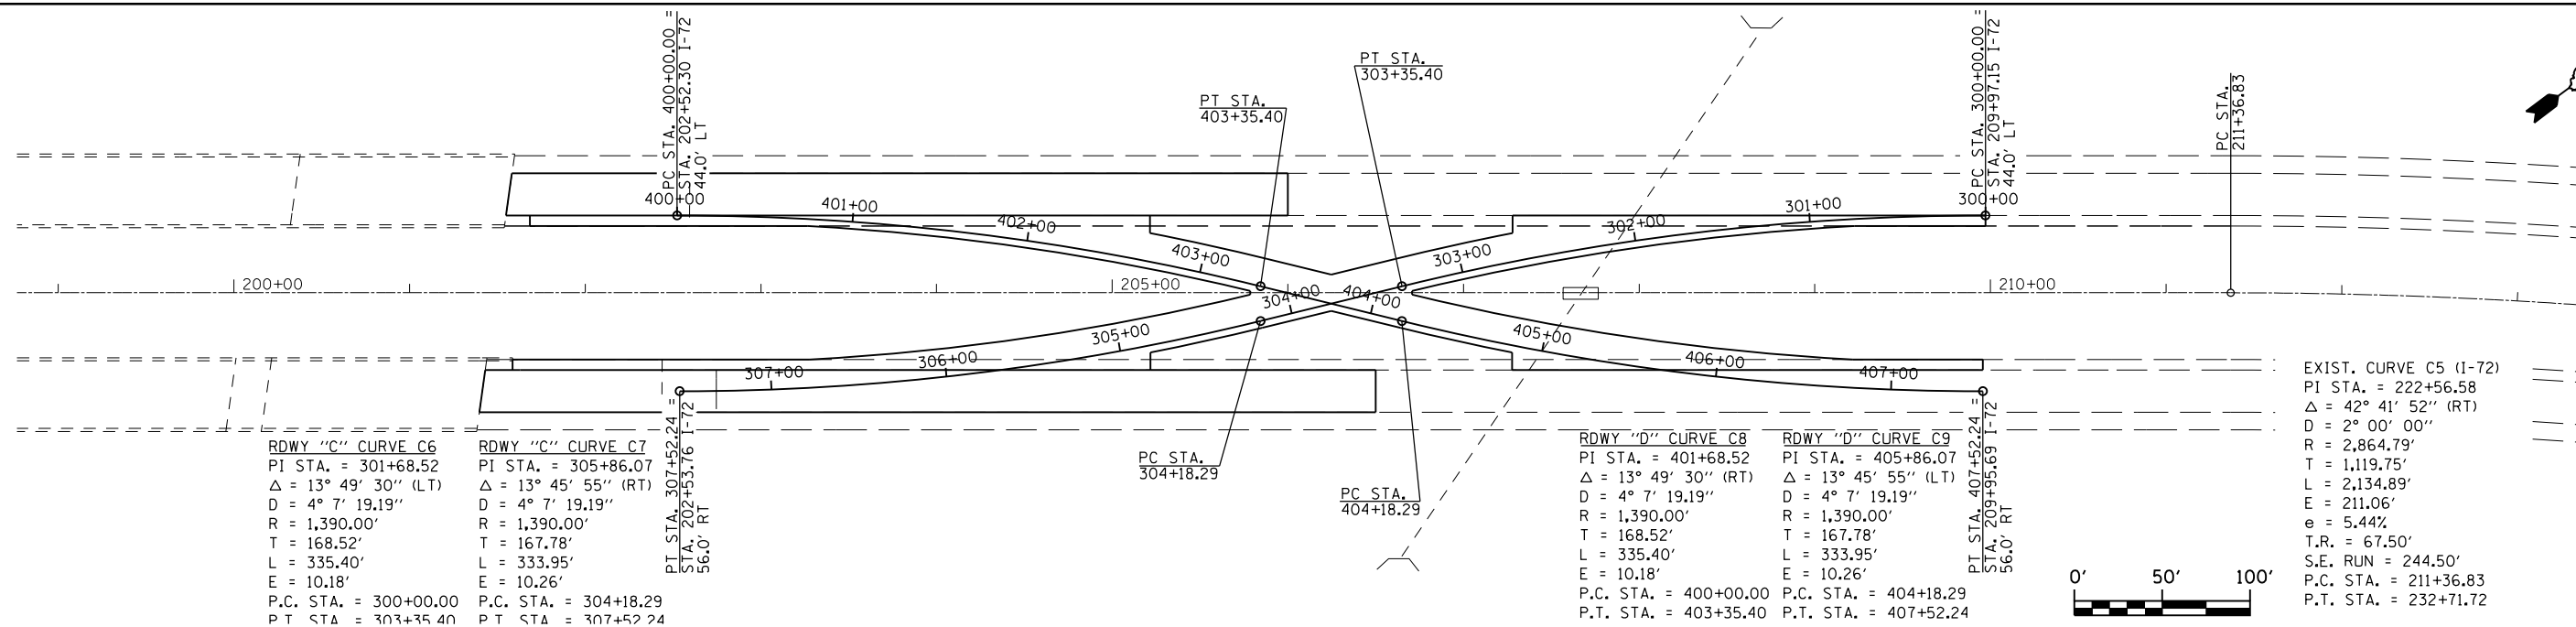 PC STA. 400+00.00 =
STA. 202+52.30 I-72
44.0' LT
PT STA.
403+35.40
PT STA.
303+35.40
PC STA. 300+00.00 =
STA. 209+97.15 I-72
44.0' LT
PC STA.
211+36.83
400+00
401+00
402+00
403+00
404+00
405+00
406+00
407+00
300+00
301+00
302+00
303+00
304+00
305+00
306+00
307+00
200+00
205+00
210+00
PT STA. 307+52.24 =
STA. 202+53.76 I-72
56.0' RT
PC STA.
304+18.29
PC STA.
404+18.29
PT STA. 407+52.24 =
STA. 209+95.69 I-72
56.0' RT
RDWY "C" CURVE C6
PI STA. = 301+68.52
Δ = 13° 49' 30" (LT)
D = 4° 7' 19.19"
R = 1,390.00'
T = 168.52'
L = 335.40'
E = 10.18'
P.C. STA. = 300+00.00
P.T. STA. = 303+35.40
RDWY "C" CURVE C7
PI STA. = 305+86.07
Δ = 13° 45' 55" (RT)
D = 4° 7' 19.19"
R = 1,390.00'
T = 167.78'
L = 333.95'
E = 10.26'
P.C. STA. = 304+18.29
P.T. STA. = 307+52.24
RDWY "D" CURVE C8
PI STA. = 401+68.52
Δ = 13° 49' 30" (RT)
D = 4° 7' 19.19"
R = 1,390.00'
T = 168.52'
L = 335.40'
E = 10.18'
P.C. STA. = 400+00.00
P.T. STA. = 403+35.40
RDWY "D" CURVE C9
PI STA. = 405+86.07
Δ = 13° 45' 55" (LT)
D = 4° 7' 19.19"
R = 1,390.00'
T = 167.78'
L = 333.95'
E = 10.26'
P.C. STA. = 404+18.29
P.T. STA. = 407+52.24
0' 50' 100'
EXIST. CURVE C5 (I-72)
PI STA. = 222+56.58
Δ = 42° 41' 52" (RT)
D = 2° 00' 00"
R = 2,864.79'
T = 1,119.75'
L = 2,134.89'
E = 211.06'
e = 5.44%
T.R. = 67.50'
S.E. RUN = 244.50'
P.C. STA. = 211+36.83
P.T. STA. = 232+71.72